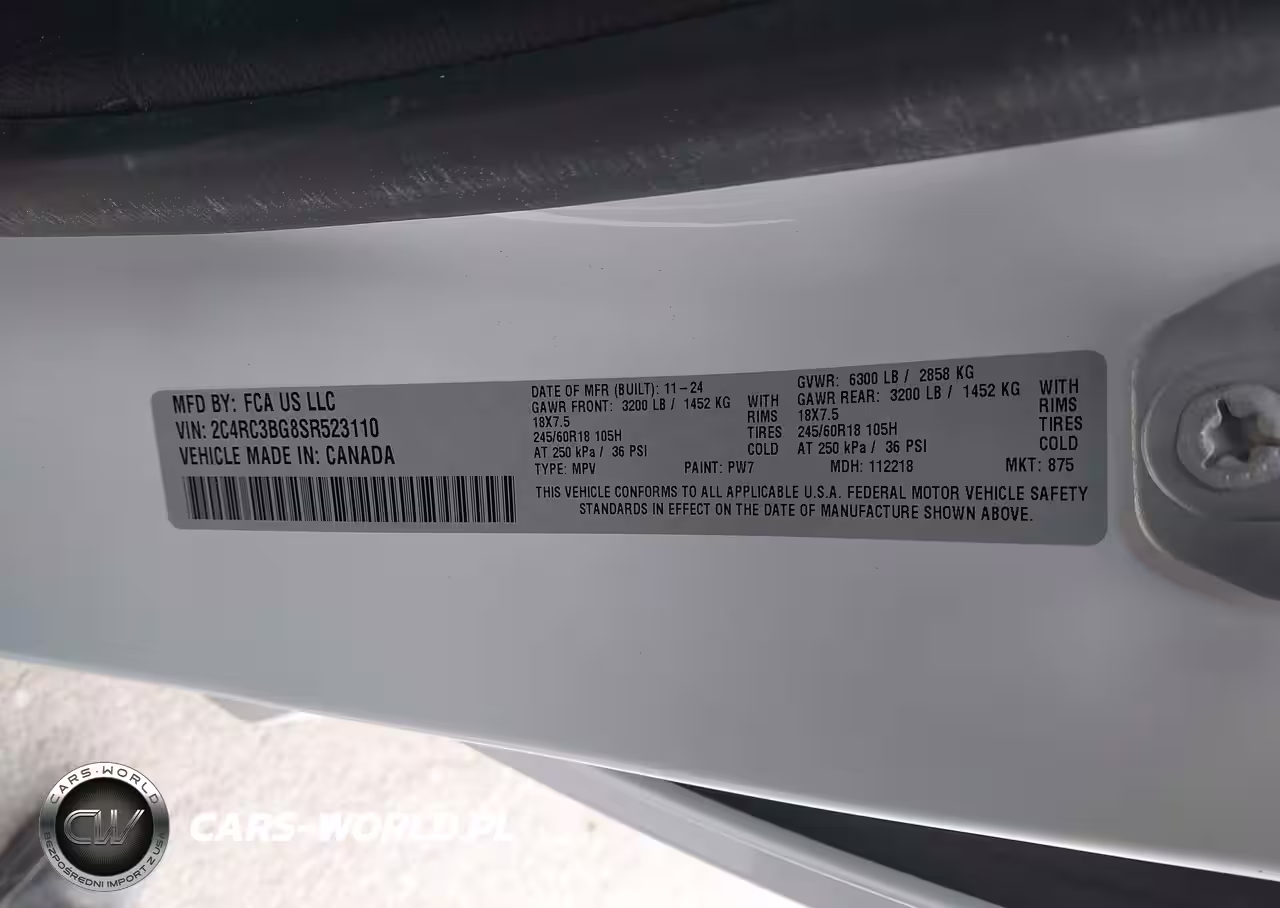 MFD BY: FCA US LLC
VIN: 2C4RC3BG8SR523110
VEHICLE MADE IN: CANADA
DATE OF MFR (BUILT): 11-24
GAWR FRONT: 3200 LB / 1452 KG WITH
18X7.5 RIMS
245/60R18 105H TIRES
AT 250 kPa / 36 PSI COLD
GVWR: 6300 LB / 2858 KG
GAWR REAR: 3200 LB / 1452 KG WITH
18X7.5 RIMS
245/60R18 105H TIRES
AT 250 kPa / 36 PSI COLD
TYPE: MPV PAINT: PW7 MDH: 112218 MKT: 875
THIS VEHICLE CONFORMS TO ALL APPLICABLE U.S.A. FEDERAL MOTOR VEHICLE SAFETY
STANDARDS IN EFFECT ON THE DATE OF MANUFACTURE SHOWN ABOVE.
CARS-WORLD
CW
BEZPOŚREDNI IMPORT Z USA
CARS-WORLD.PL